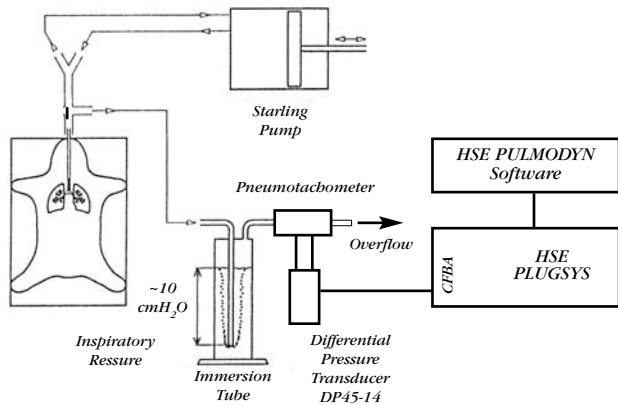 Starling
Pump
HSE PULMODYN
Software
Pneumotachometer
Overflow
CFBA
HSE
PLUGSYS
~10
cmH₂O
Inspiratory
Ressure
Immersion
Tube
Differential
Pressure
Transducer
DP45-14